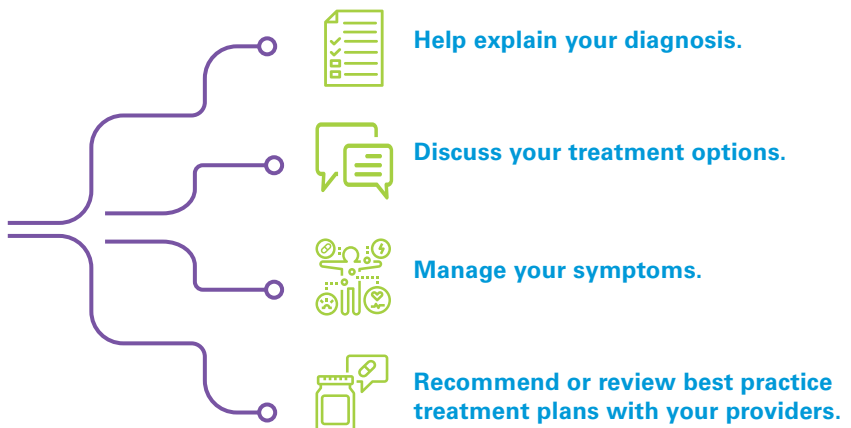 Help explain your diagnosis.
Discuss your treatment options.
Manage your symptoms.
Recommend or review best practice
treatment plans with your providers.